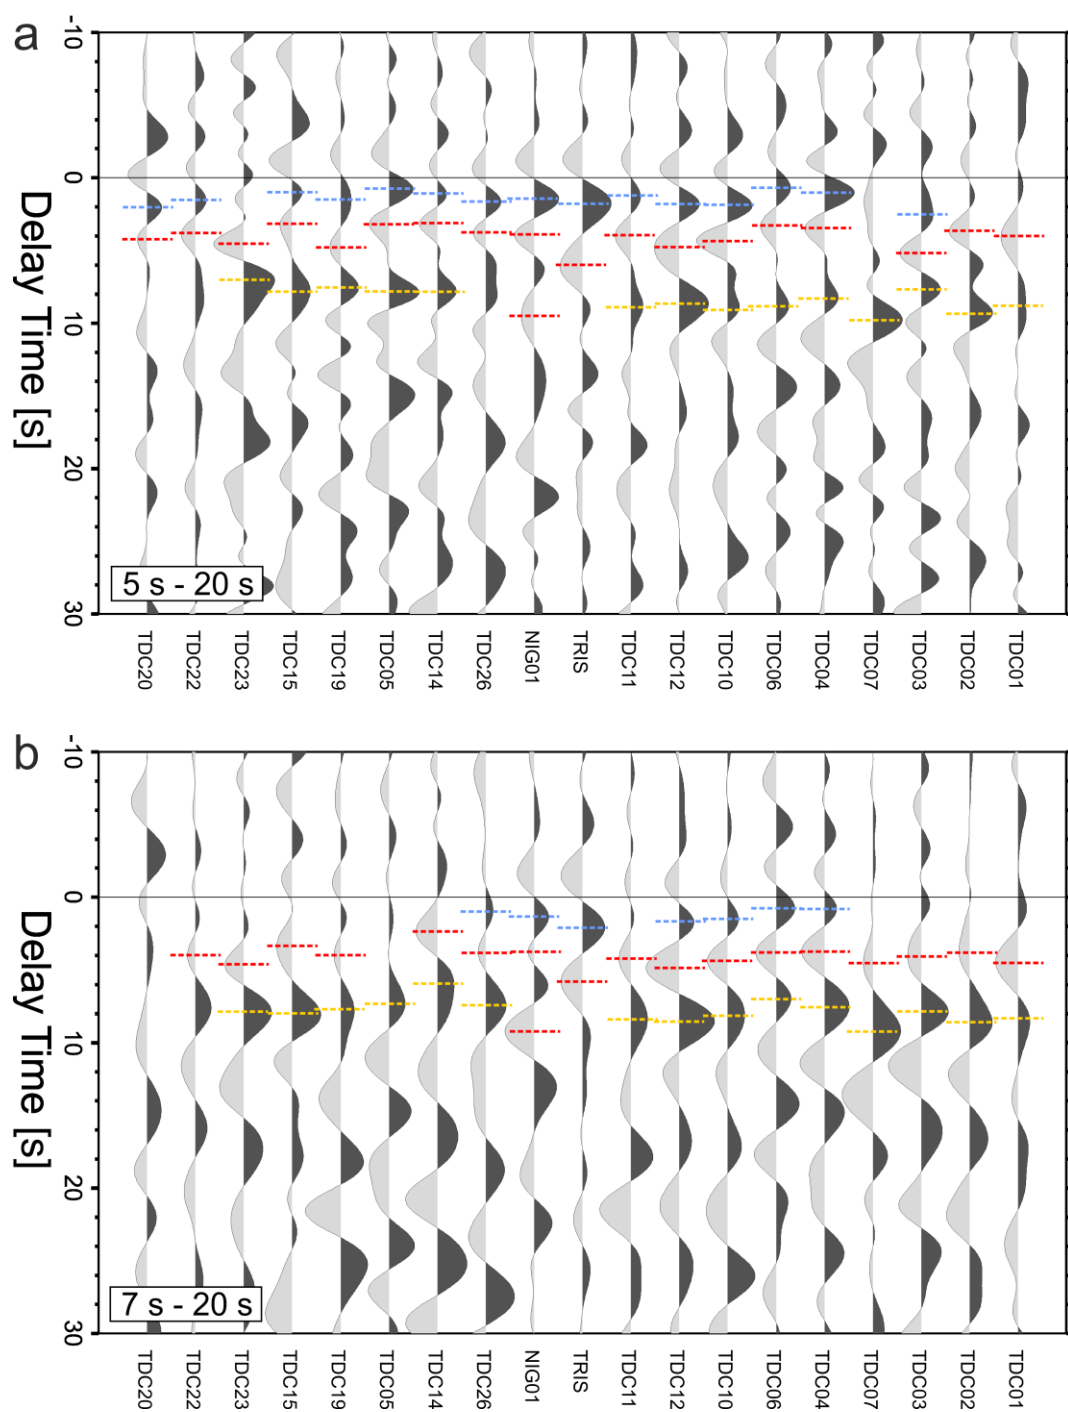 a
-10
0
10
20
30
Delay Time [s]
5 s - 20 s
TDC20
TDC22
TDC23
TDC15
TDC19
TDC05
TDC14
TDC26
NIG01
TRIS
TDC11
TDC12
TDC10
TDC06
TDC04
TDC07
TDC03
TDC02
TDC01
b
-10
0
10
20
30
Delay Time [s]
7 s - 20 s
TDC20
TDC22
TDC23
TDC15
TDC19
TDC05
TDC14
TDC26
NIG01
TRIS
TDC11
TDC12
TDC10
TDC06
TDC04
TDC07
TDC03
TDC02
TDC01